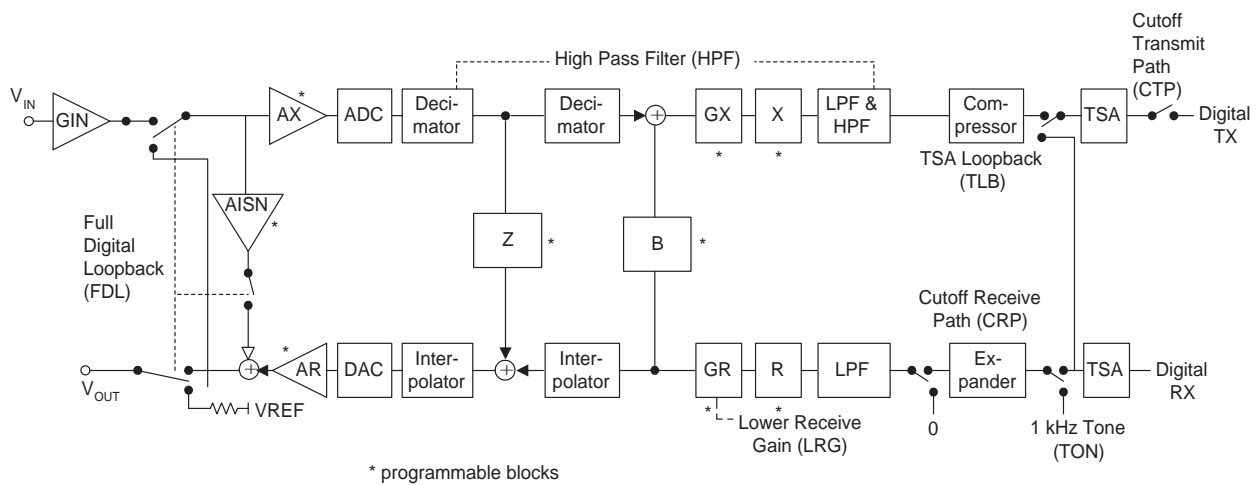 High Pass Filter (HPF)
Cutoff
Transmit
Path
(CTP)
VIN
GIN
AX
*
ADC
Deci-
mator
Deci-
mator
+
GX
*
X
*
LPF &
HPF
Com-
pressor
TSA
Digital
TX
TSA Loopback
(TLB)
AISN
*
Full
Digital
Loopback
(FDL)
Z
*
B
*
Cutoff Receive
Path (CRP)
VOUT
+
*
AR
DAC
Inter-
polator
+
Inter-
polator
GR
*
R
*
LPF
Ex-
pander
TSA
Digital
RX
VREF
Lower Receive
Gain (LRG)
0
1 kHz Tone
(TON)
* programmable blocks